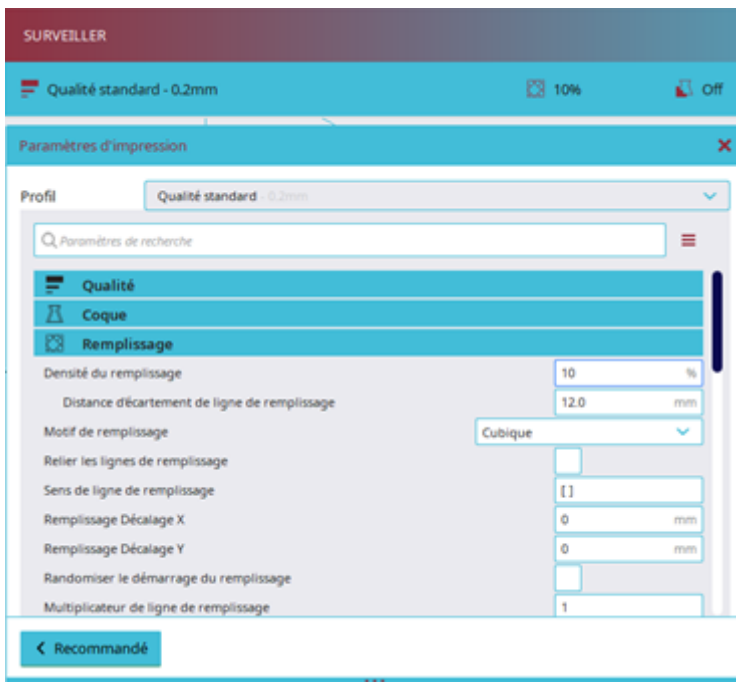 SURVEILLER
Qualité standard - 0.2mm 10% Off
Paramètres d'impression
Profil Qualité standard - 0.2mm
Paramètres de recherche
Qualité
Coque
Remplissage
Densité du remplissage 10 %
Distance d'écartement de ligne de remplissage 12.0 mm
Motif de remplissage Cubique
Relier les lignes de remplissage
Sens de ligne de remplissage [ ]
Remplissage Décalage X 0 mm
Remplissage Décalage Y 0 mm
Randomiser le démarrage du remplissage
Multiplicateur de ligne de remplissage 1
Recommandé